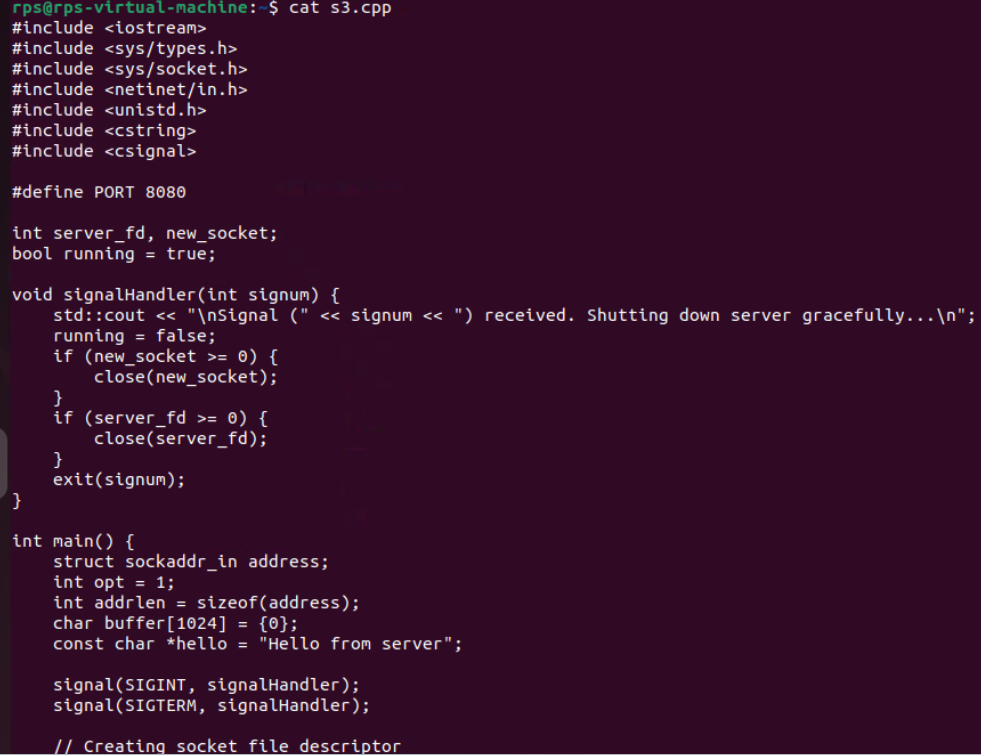 rps@rps-virtual-machine:~$ cat s3.cpp
#include <iostream>
#include <sys/types.h>
#include <sys/socket.h>
#include <netinet/in.h>
#include <unistd.h>
#include <cstring>
#include <csignal>

#define PORT 8080

int server_fd, new_socket;
bool running = true;

void signalHandler(int signum) {
    std::cout << "\nSignal (" << signum << ") received. Shutting down server gracefully...\n";
    running = false;
    if (new_socket >= 0) {
        close(new_socket);
    }
    if (server_fd >= 0) {
        close(server_fd);
    }
    exit(signum);
}

int main() {
    struct sockaddr_in address;
    int opt = 1;
    int addrlen = sizeof(address);
    char buffer[1024] = {0};
    const char *hello = "Hello from server";

    signal(SIGINT, signalHandler);
    signal(SIGTERM, signalHandler);

    // Creating socket file descriptor